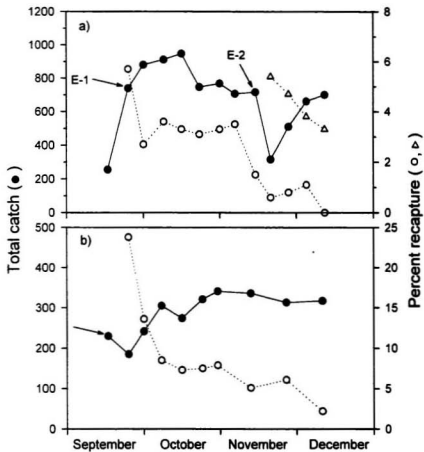 1200
1000
800
600
400
200
0
a)
E-1
E-2
8
6
4
2
0
500
400
300
200
100
0
b)
25
20
15
10
5
0
Total catch (●)
Percent recapture (○, ▹)
September
October
November
December